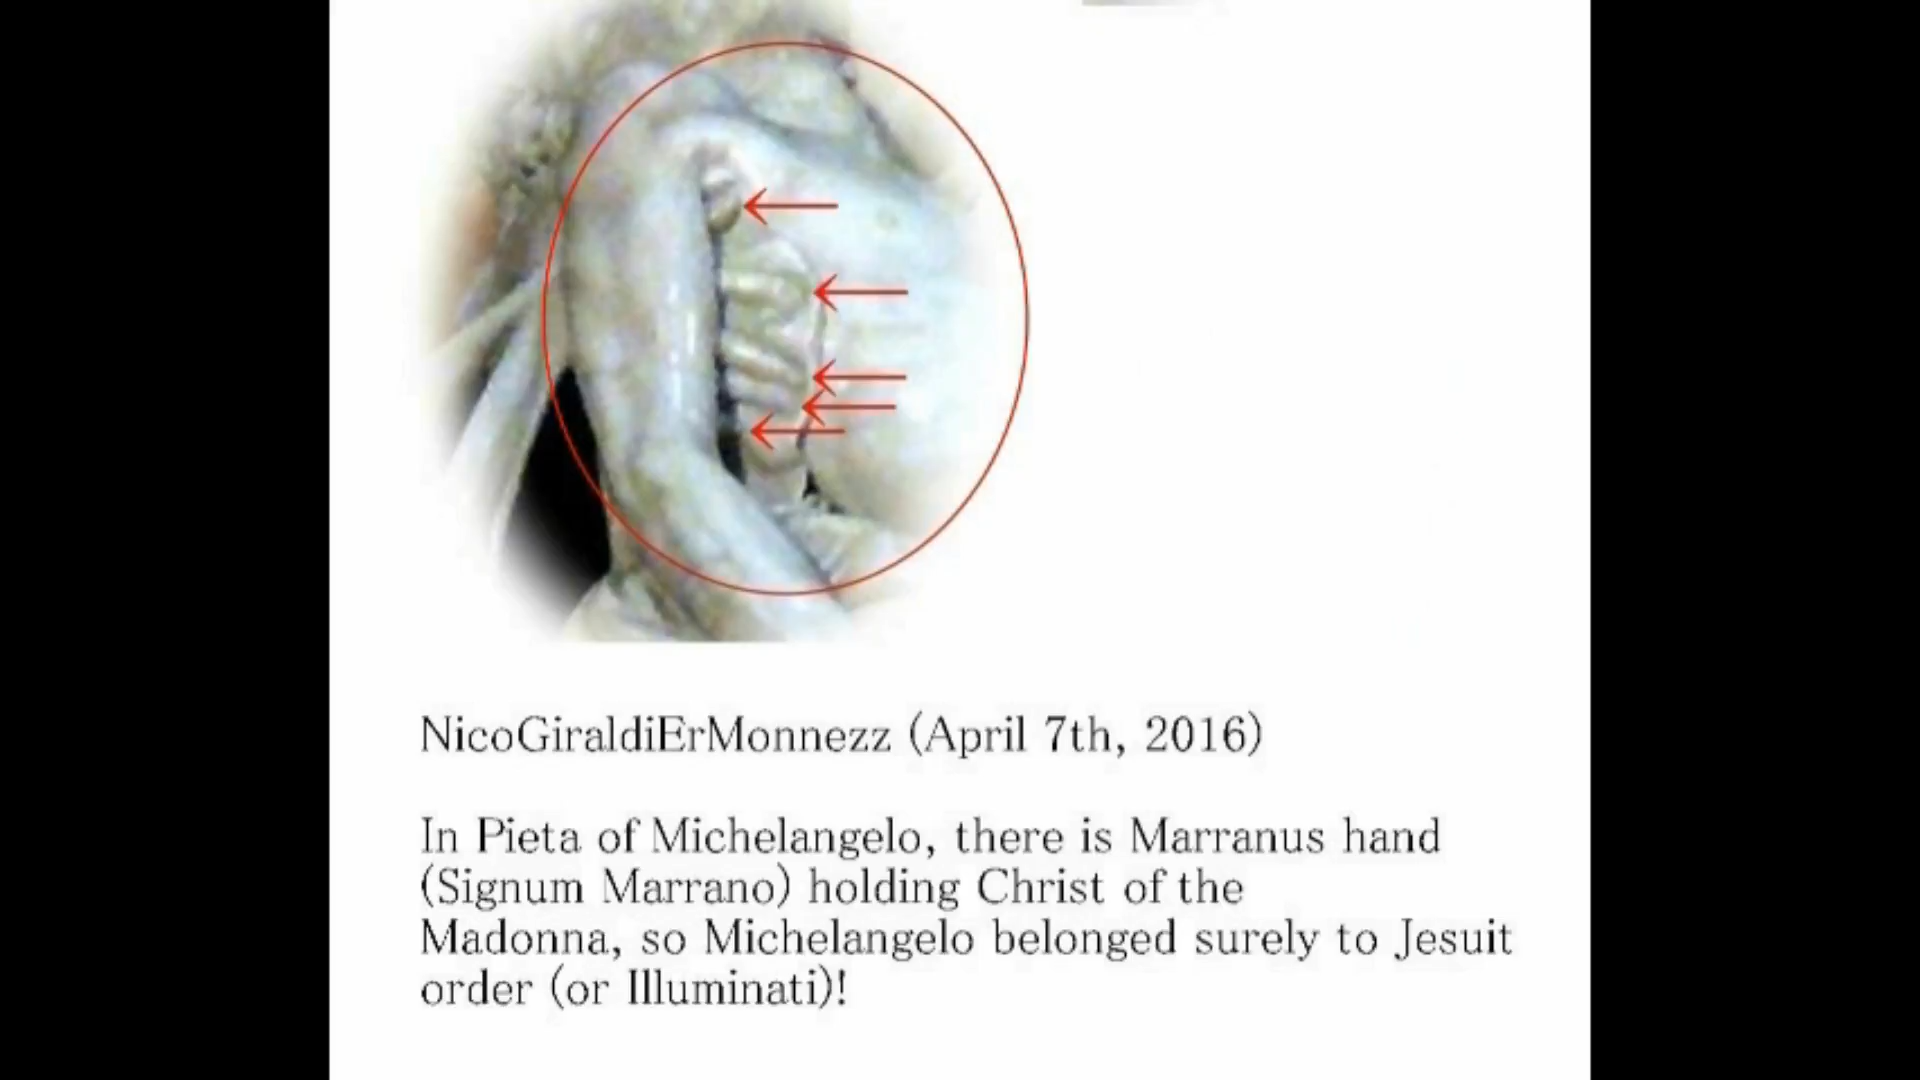 NicoGiraldiErMonnezz (April 7th, 2016)
In Pieta of Michelangelo, there is Marranus hand
(Signum Marrano) holding Christ of the
Madonna, so Michelangelo belonged surely to Jesuit
order (or Illuminati)!